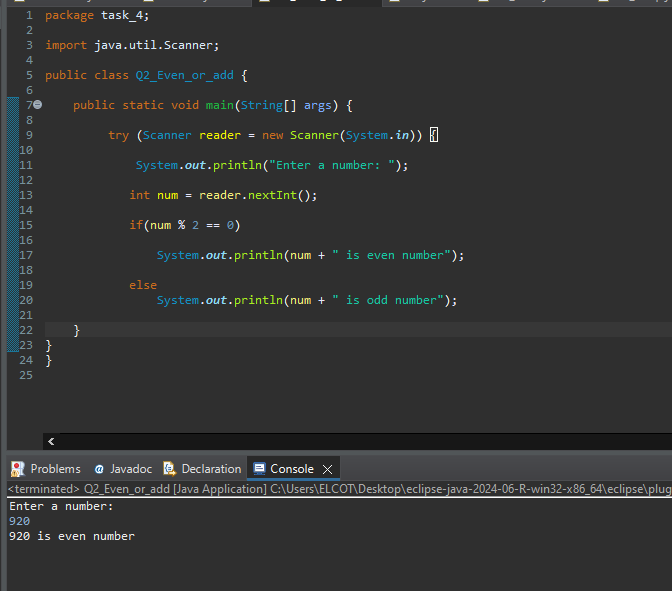 1 package task_4;
2
3 import java.util.Scanner;
4
5 public class Q2_Even_or_add {
6
7 public static void main(String[] args) {
8
9 try (Scanner reader = new Scanner(System.in)) {
10
11 System.out.println("Enter a number: ");
12
13 int num = reader.nextInt();
14
15 if(num % 2 == 0)
16
17 System.out.println(num + " is even number");
18
19 else
20 System.out.println(num + " is odd number");
21
22 }
23 }
24 }
25
Problems @ Javadoc Declaration Console
<terminated> Q2_Even_or_add [Java Application] C:\Users\ELCOT\Desktop\eclipse-java-2024-06-R-win32-x86_64\eclipse\plug
Enter a number:
920
920 is even number